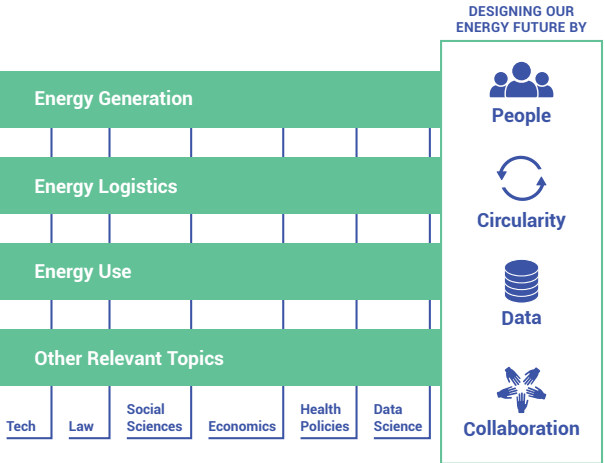 DESIGNING OUR
ENERGY FUTURE BY
Energy Generation
Energy Logistics
Energy Use
Other Relevant Topics
Tech
Law
Social
Sciences
Economics
Health
Policies
Data
Science
People
Circularity
Data
Collaboration